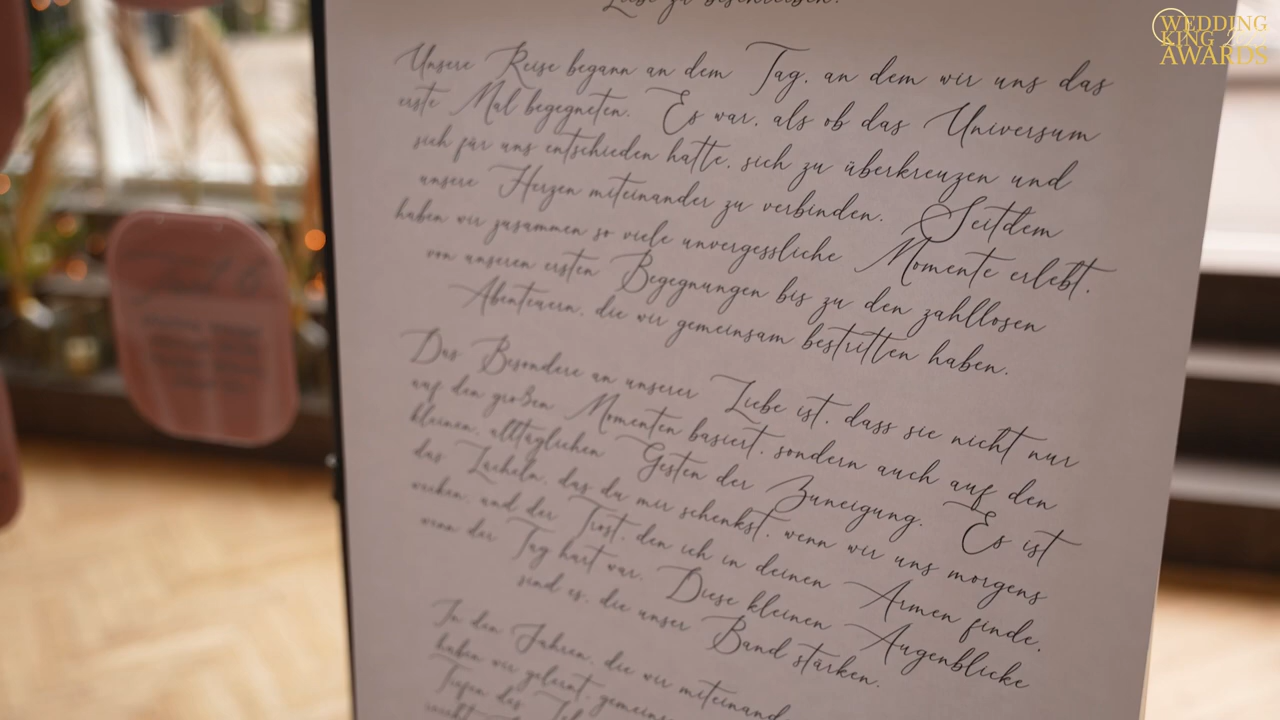 Liebe zu beschreiben.
Unsere Reise begann an dem Tag, an dem wir uns das
erste Mal begegneten. Es war, als ob das Universum
sich für uns entschieden hatte, sich zu überkreuzen und
unsere Herzen miteinander zu verbinden. Seitdem
haben wir zusammen so viele unvergessliche Momente erlebt,
von unseren ersten Begegnungen bis zu den zahllosen
Abenteuern, die wir gemeinsam bestritten haben.
Das Besondere an unserer Liebe ist, dass sie nicht nur
auf den großen Momenten basiert, sondern auch auf den
kleinen, alltäglichen Gesten der Zuneigung. Es ist
das Lächeln, das du mir schenkst, wenn wir uns morgens
wecken, und der Trost, den ich in deinen Armen finde,
wenn der Tag hart war. Diese kleinen Augenblicke
sind es, die unser Band stärken.
In den Jahren, die wir miteinand
haben wir gelernt, gemeins
WEDDING
KING
AWARDS